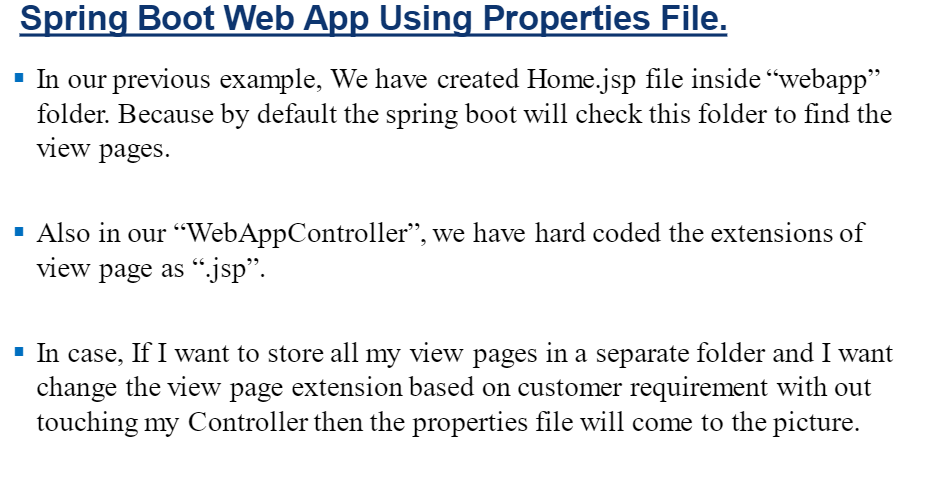 Spring Boot Web App Using Properties File.
▪ In our previous example, We have created Home.jsp file inside “webapp”
folder. Because by default the spring boot will check this folder to find the
view pages.
▪ Also in our “WebAppController”, we have hard coded the extensions of
view page as “.jsp”.
▪ In case, If I want to store all my view pages in a separate folder and I want
change the view page extension based on customer requirement with out
touching my Controller then the properties file will come to the picture.